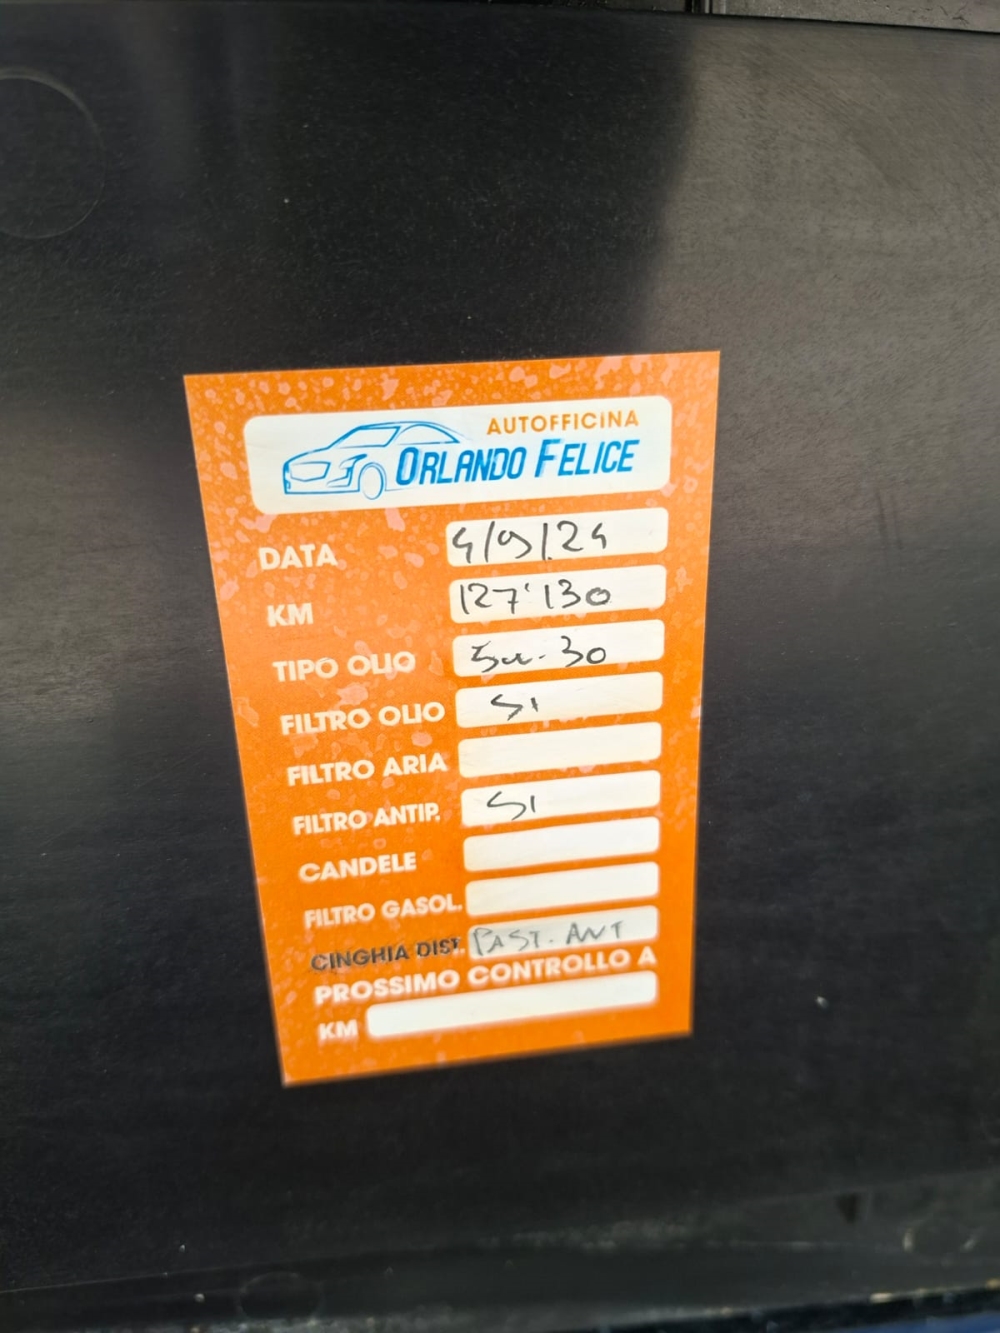 AUTOFFICINA
ORLANDO FELICE
DATA 4/9/24
KM 127'130
TIPO OLIO 5w-30
FILTRO OLIO SI
FILTRO ARIA
FILTRO ANTIP. SI
CANDELE
FILTRO GASOL.
CINGHIA DIST. PAST. ANT
PROSSIMO CONTROLLO A
KM